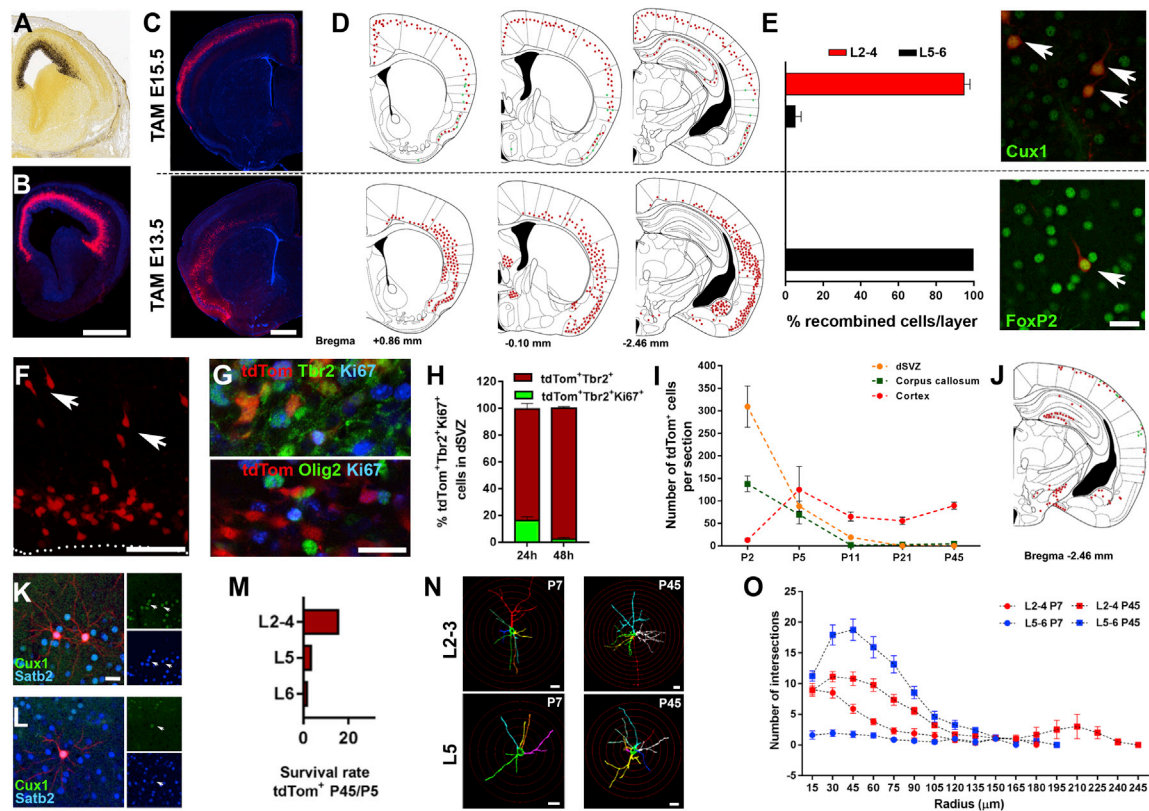 A
B
C
D
E
TAM E15.5
TAM E13.5
L2-4 L5-6
Cux1
FoxP2
0 20 40 60 80 100
% recombined cells/layer
Bregma +0.86 mm -0.10 mm -2.46 mm
F
G
H
I
J
tdTom Tbr2 Ki67
tdTom Olig2 Ki67
tdTom+Tbr2+
tdTom+Tbr2+Ki67+
% tdTom+Tbr2+Ki67+
cells in dSVZ
120
100
80
60
40
20
0
24h 48h
dSVZ
Corpus callosum
Cortex
Number of tdTom+ cells
per section
400
350
300
250
200
150
100
50
0
P2 P5 P11 P21 P45
Bregma -2.46 mm
K
Cux1
Satb2
L
Cux1
Satb2
M
L2-4
L5
L6
0 20
Survival rate
tdTom+ P45/P5
N
P7 P45
L2-3
P7 P45
L5
O
L2-4 P7 L2-4 P45
L5-6 P7 L5-6 P45
Number of intersections
25
20
15
10
5
0
-5
15 30 45 60 75 90 105 120 135 150 165 180 195 210 225 240 245
Radius (μm)